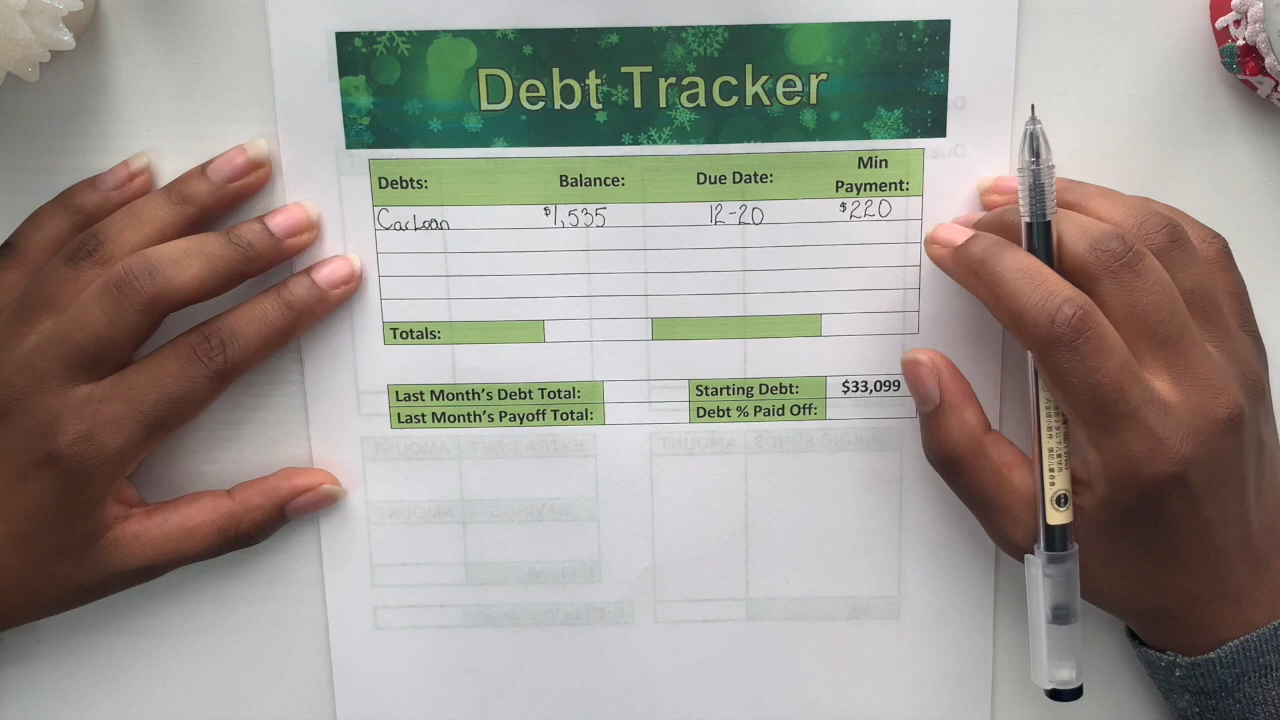 Debt Tracker
Debts: Balance: Due Date: Min Payment:
Car Loan $1,535 12-20 $220
Totals:
Last Month's Debt Total: Starting Debt: $33,099
Last Month's Payoff Total: Debt % Paid Off: